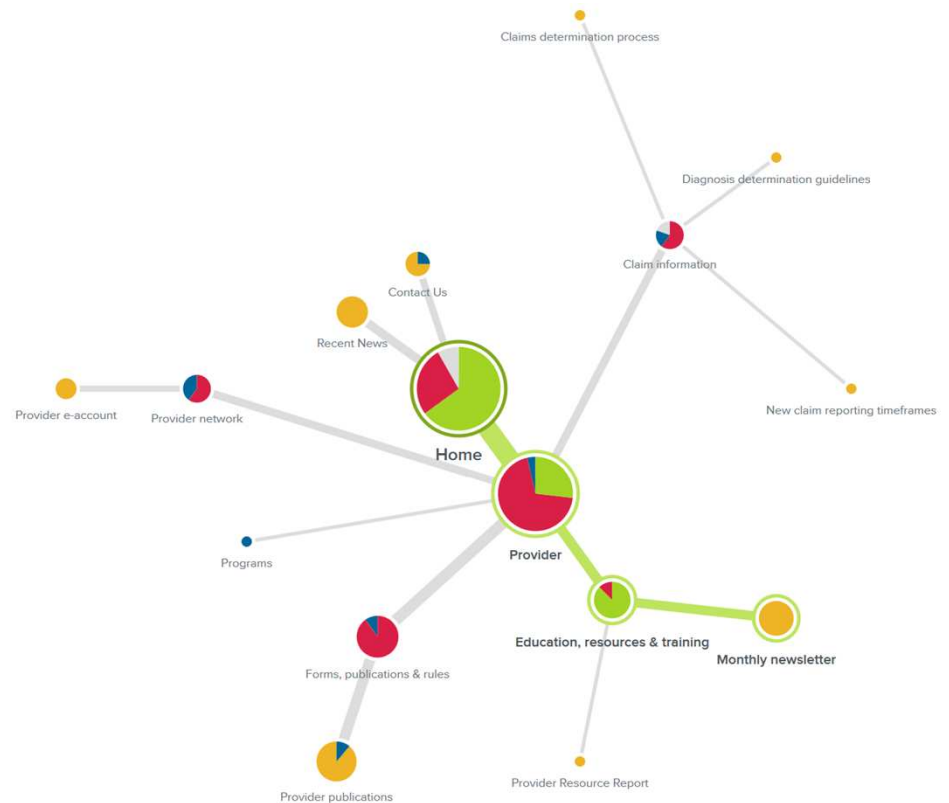 Claims determination process
Diagnosis determination guidelines
Claim information
Contact Us
Recent News
New claim reporting timeframes
Provider e-account
Provider network
Home
Provider
Programs
Education, resources & training
Monthly newsletter
Forms, publications & rules
Provider Resource Report
Provider publications